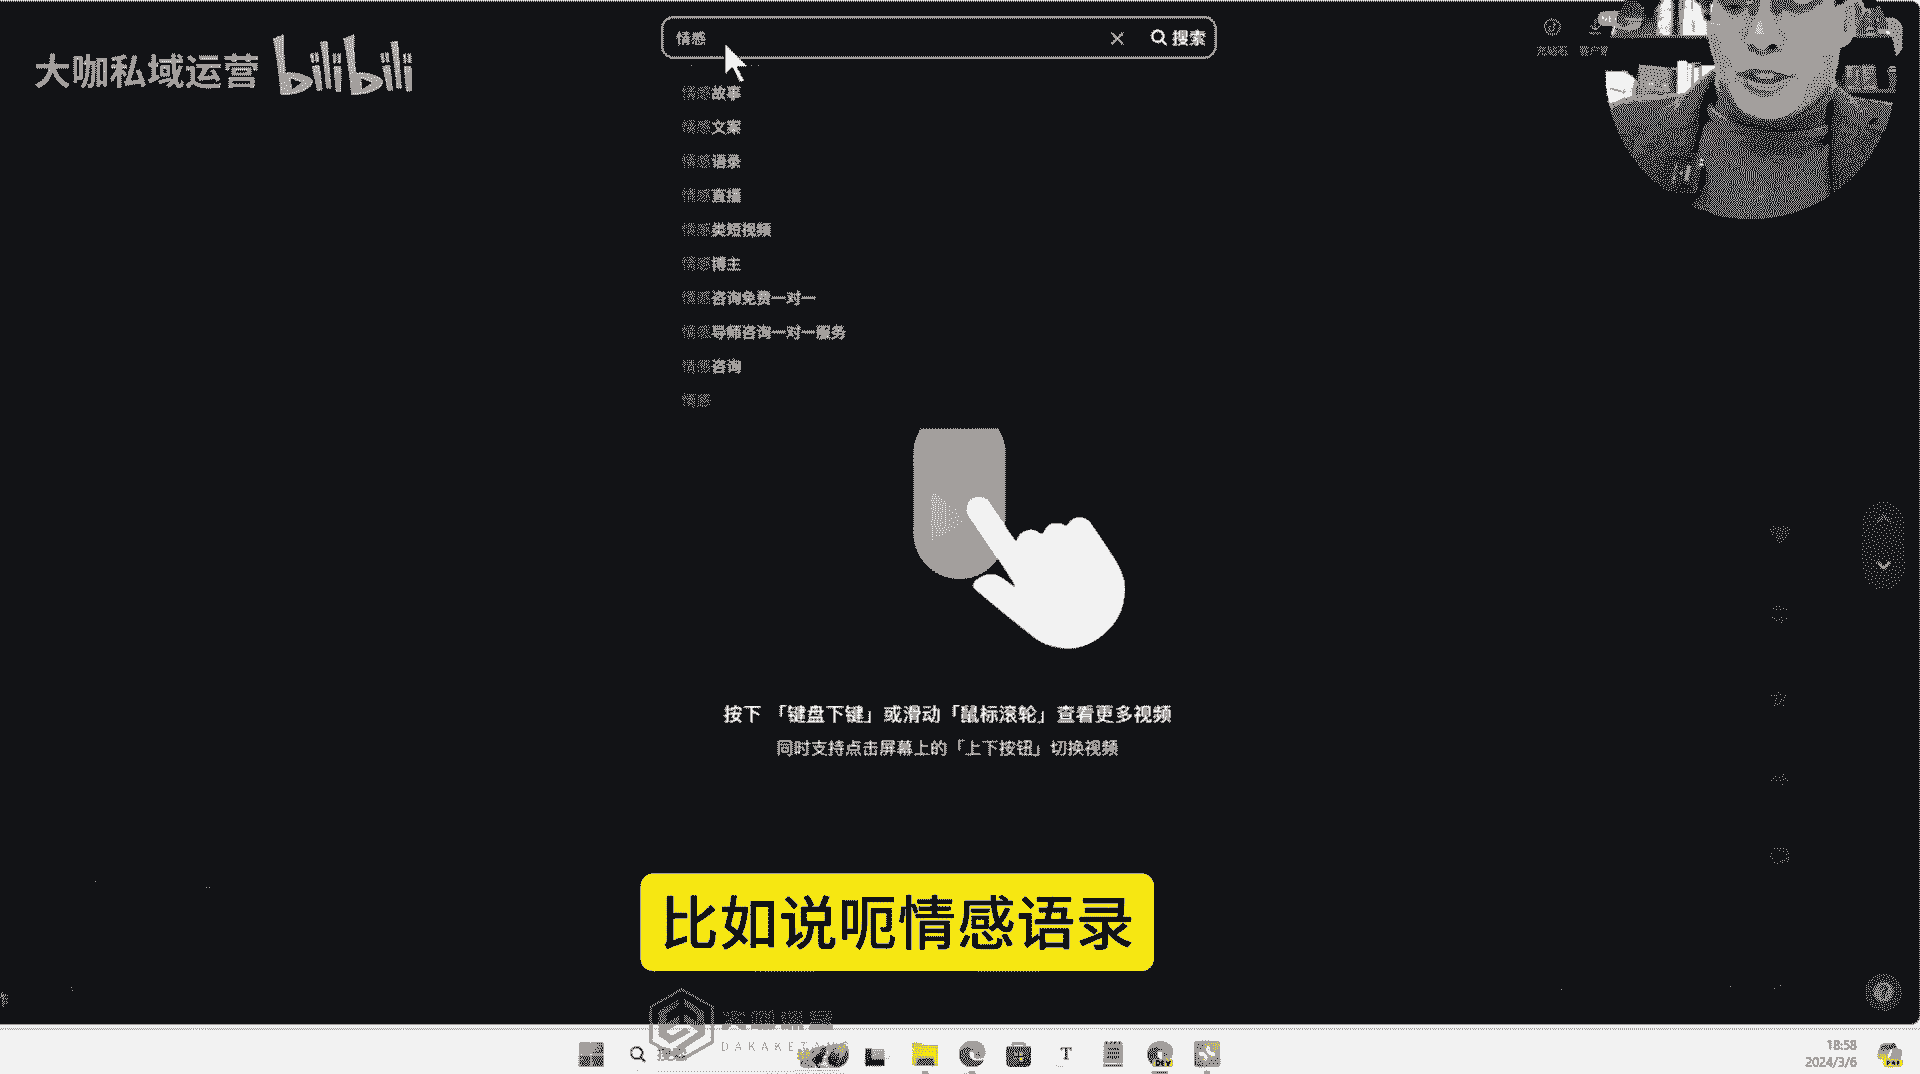 大咖私域运营 bilibili
情感
搜索
情感故事
情感文案
情感语录
情感直播
情感类短视频
情感博主
情感咨询免费一对一
情感导师咨询一对一服务
情感咨询
情感
按下 「键盘下键」或滑动「鼠标滚轮」查看更多视频
同时支持点击屏幕上的「上下按钮」切换视频
比如说呃情感语录
DAKAKETANG
18:58
2024/3/6